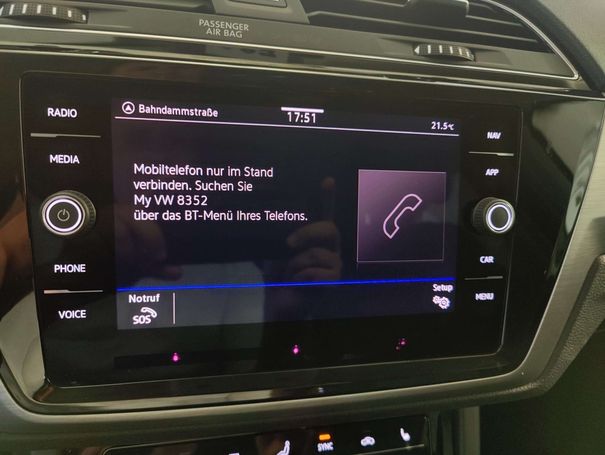 PASSENGER
AIR BAG
RADIO
MEDIA
PHONE
VOICE
Bahndammstraße
17:51
21.5°C
Mobiltelefon nur im Stand
verbinden. Suchen Sie
My VW 8352
über das BT-Menü Ihres Telefons.
Notruf
SOS
Setup
NAV
APP
CAR
MENU
SYNC